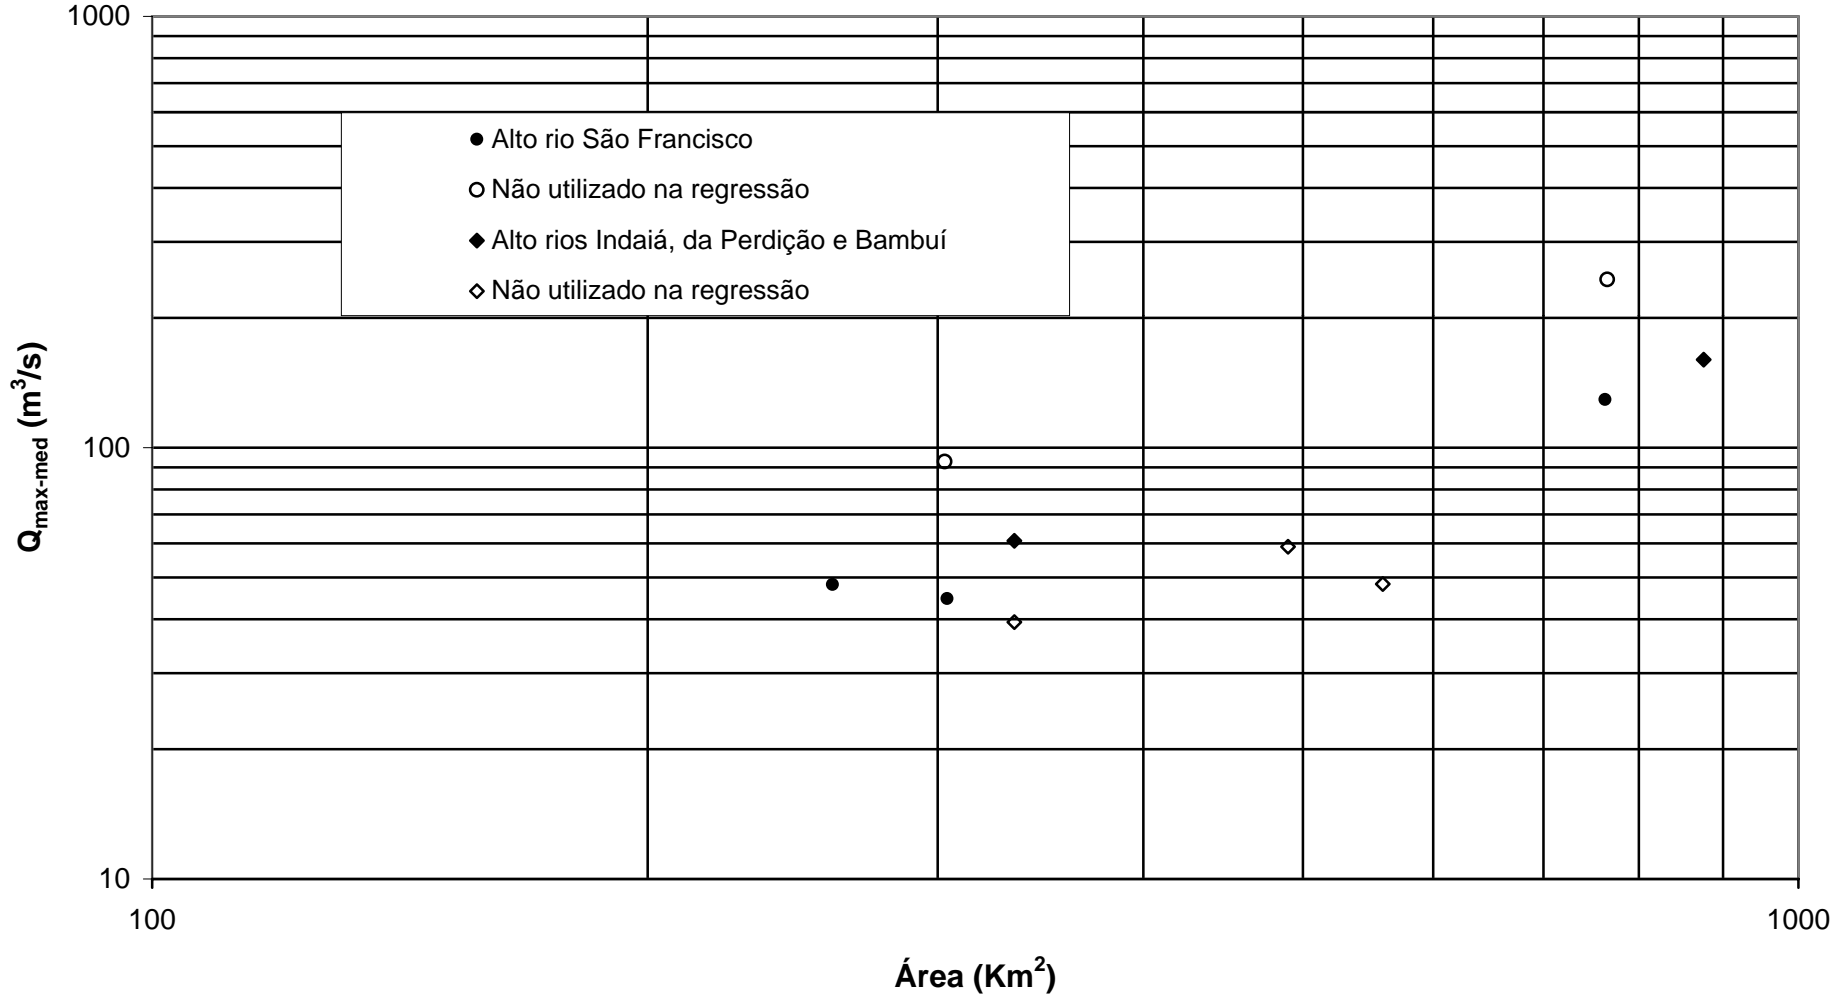 1000
Alto rio São Francisco
Não utilizado na regressão
Alto rios Indaiá, da Perdição e Bambuí
Não utilizado na regressão
Qmax-med (m³/s)
100
10
100
1000
Área (Km²)